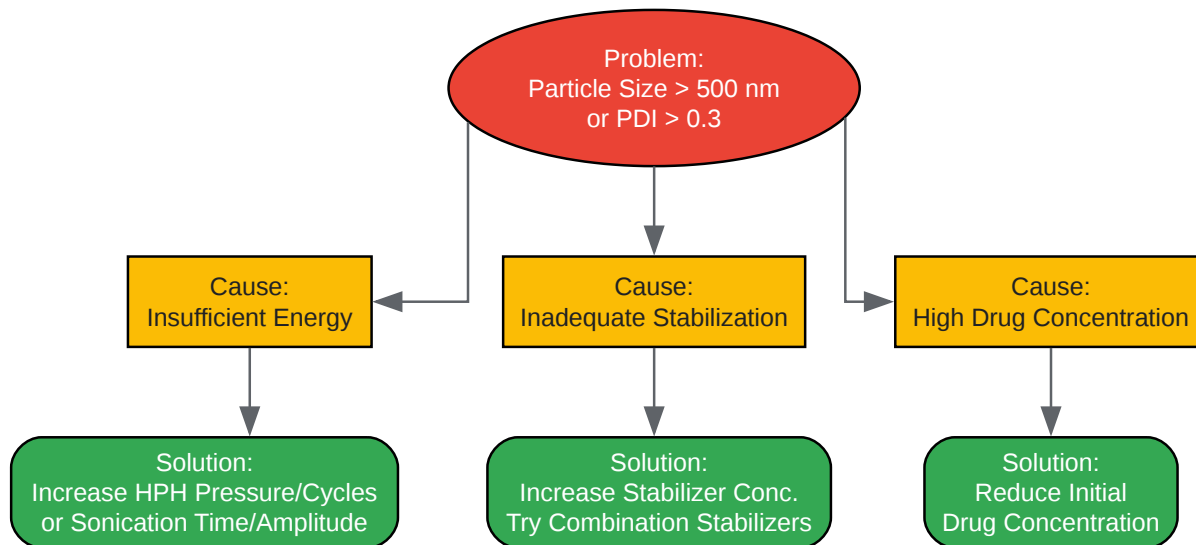 Problem:
Particle Size > 500 nm
or PDI > 0.3
Cause:
Insufficient Energy
Cause:
Inadequate Stabilization
Cause:
High Drug Concentration
Solution:
Increase HPH Pressure/Cycles
or Sonication Time/Amplitude
Solution:
Increase Stabilizer Conc.
Try Combination Stabilizers
Solution:
Reduce Initial
Drug Concentration